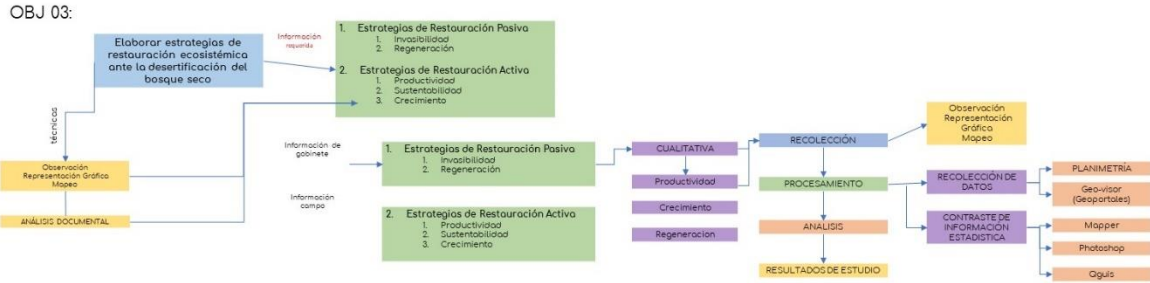 OBJ 03:
Elaborar estrategias de
restauración ecosistémica
ante la desertificación del
bosque seco
Información
requerida
1. Estrategias de Restauración Pasiva
1. Invasibilidad
2. Regeneración
2. Estrategias de Restauración Activa
1. Productividad
2. Sustentabilidad
3. Crecimiento
técnicas
Observación
Representación Gráfica
Mapeo
ANÁLISIS DOCUMENTAL
Información de
gabinete
Información
campo
1. Estrategias de Restauración Pasiva
1. Invasibilidad
2. Regeneración
2. Estrategias de Restauración Activa
1. Productividad
2. Sustentabilidad
3. Crecimiento
CUALITATIVA
Productividad
Crecimiento
Regeneracion
RECOLECCIÓN
PROCESAMIENTO
ANALISIS
RESULTADOS DE ESTUDIO
Observación
Representación
Gráfica
Mapeo
RECOLECCIÓN DE
DATOS
CONTRASTE DE
INFORMACIÓN
ESTADISTICA
PLANIMETRÍA
Geo-visor
(Geoportales)
Mapper
Photoshop
Qguis